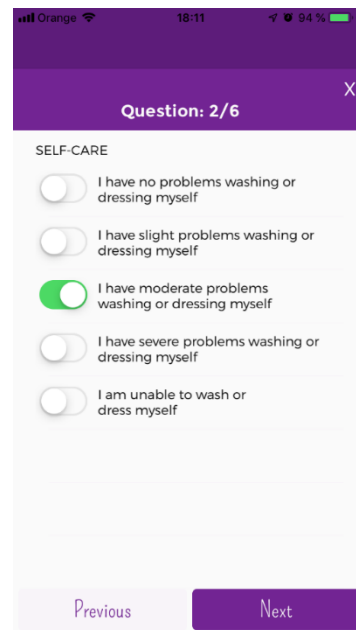 Orange 18:11 94 %
X
Question: 2/6
SELF-CARE
I have no problems washing or
dressing myself
I have slight problems washing or
dressing myself
I have moderate problems
washing or dressing myself
I have severe problems washing or
dressing myself
I am unable to wash or
dress myself
Previous Next